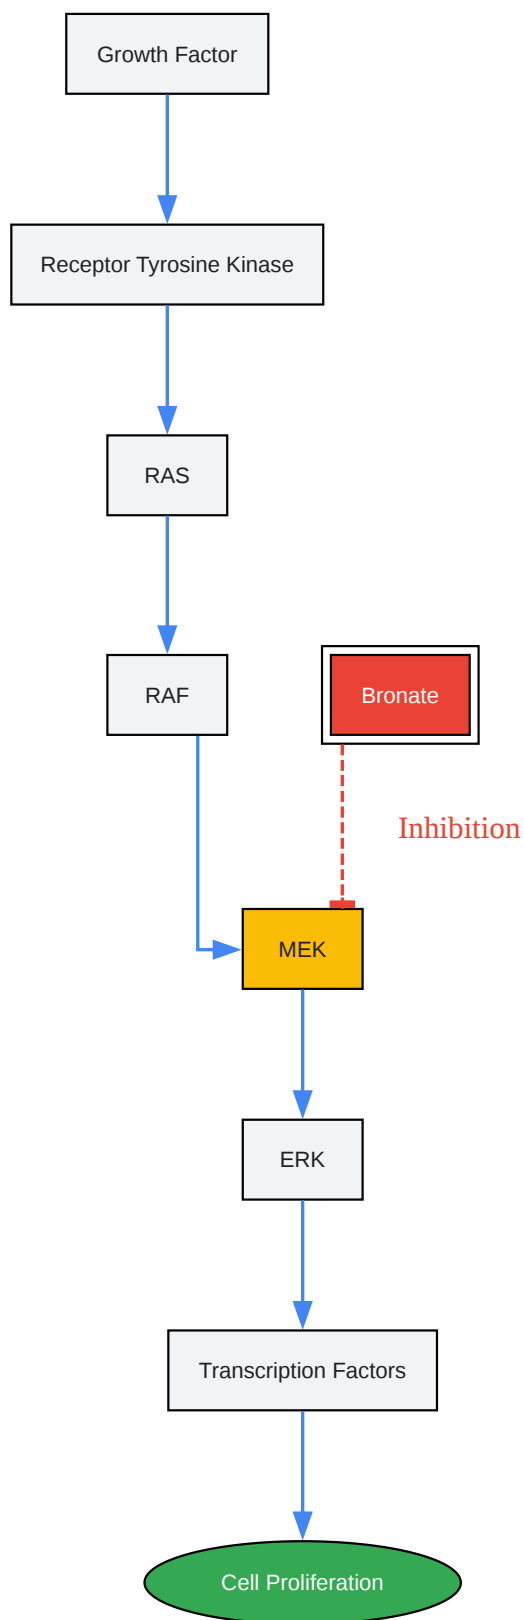 Growth Factor
Receptor Tyrosine Kinase
RAS
RAF
Bronate
Inhibition
MEK
ERK
Transcription Factors
Cell Proliferation